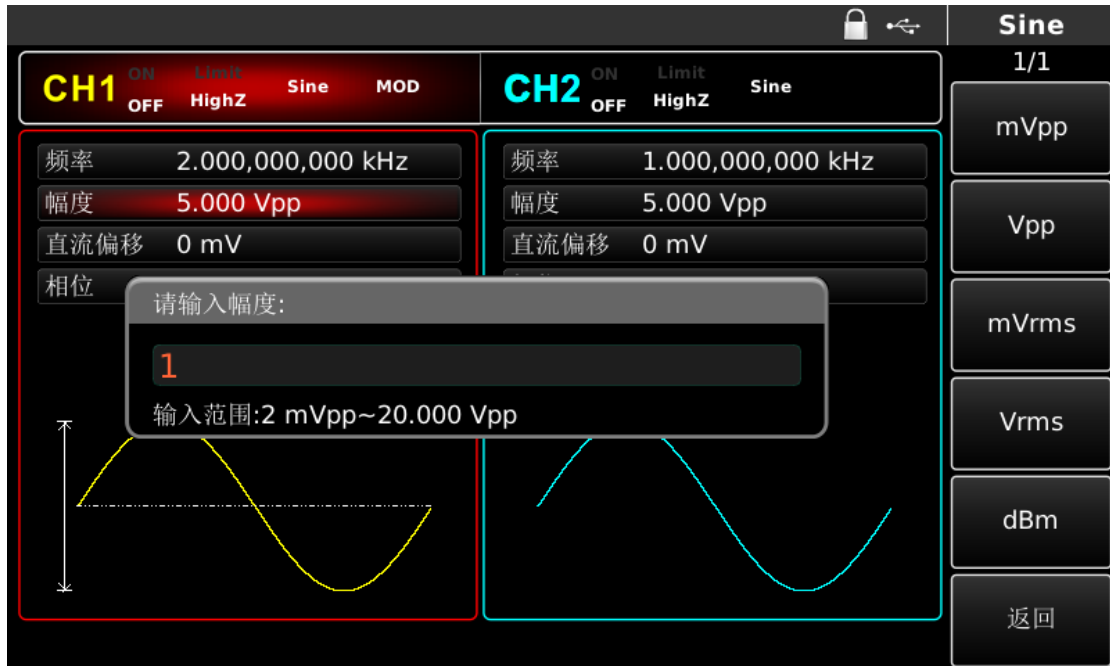 Sine
1/1
CH1 ON OFF Limit HighZ Sine MOD
CH2 ON OFF Limit HighZ Sine
频率 2.000,000,000 kHz
幅度 5.000 Vpp
直流偏移 0 mV
相位
频率 1.000,000,000 kHz
幅度 5.000 Vpp
直流偏移 0 mV
请输入幅度:
1
输入范围:2 mVpp~20.000 Vpp
mVpp
Vpp
mVrms
Vrms
dBm
返回